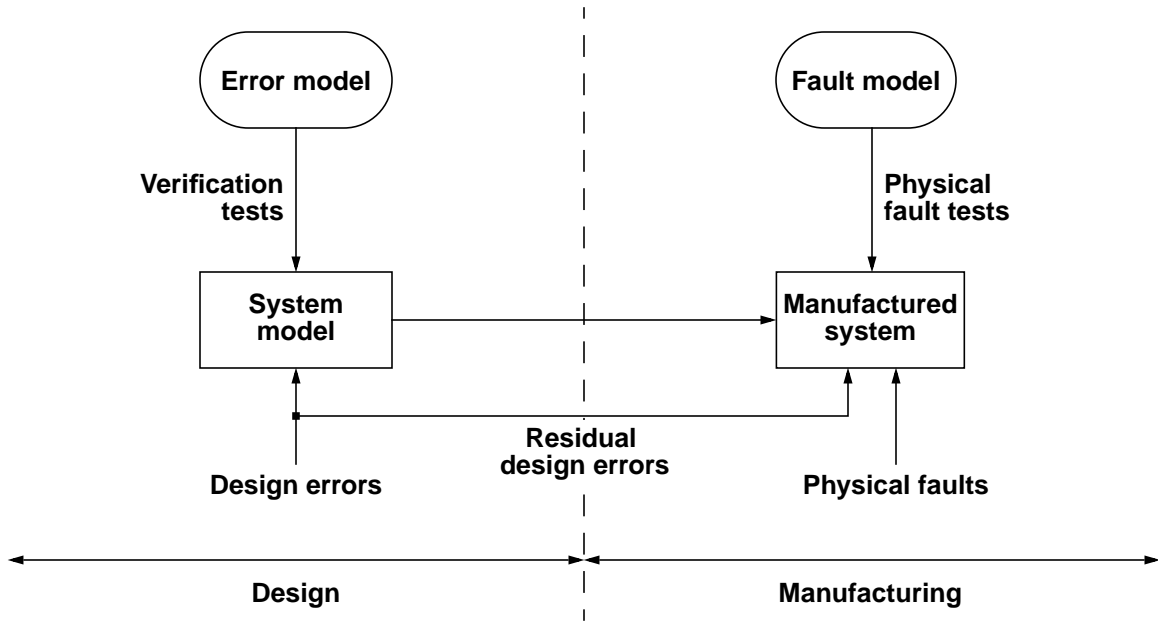 Error model
Fault model
Verification
tests
Physical
fault tests
System
model
Manufactured
system
Residual
design errors
Design errors
Physical faults
Design
Manufacturing